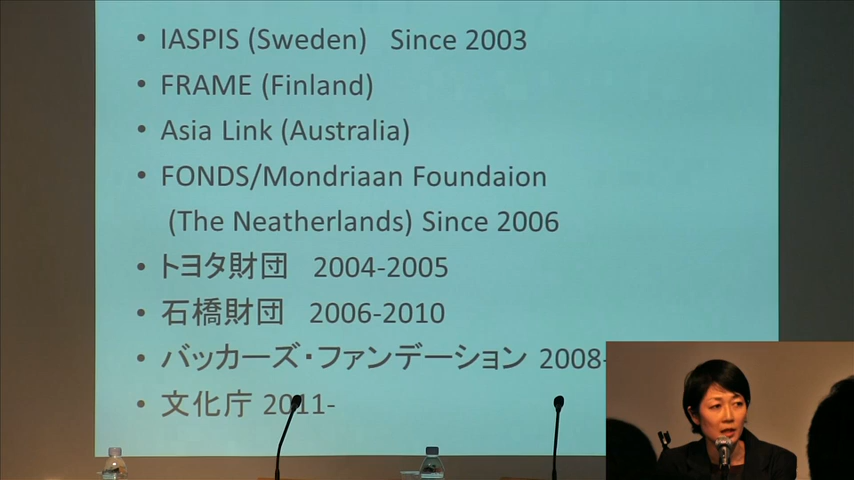 • IASPIS (Sweden) Since 2003
• FRAME (Finland)
• Asia Link (Australia)
• FONDS/Mondriaan Foundaion
(The Neatherlands) Since 2006
• トヨタ財団 2004-2005
• 石橋財団 2006-2010
• バッカーズ・ファンデーション 2008-
• 文化庁 2011-